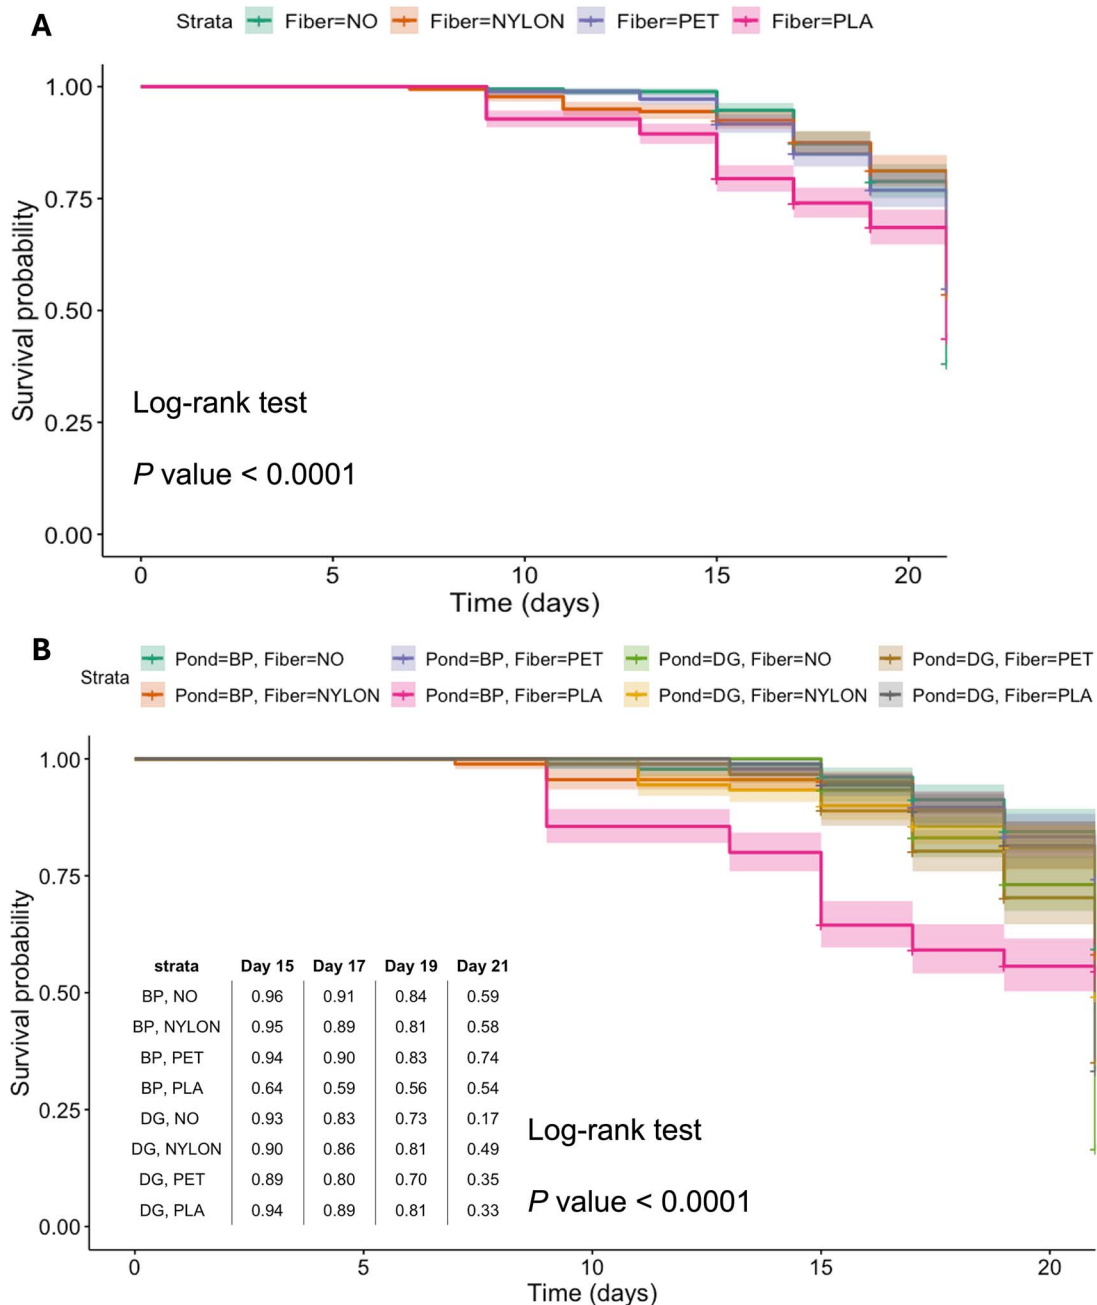 A
Strata Fiber=NO Fiber=NYLON Fiber=PET Fiber=PLA
1.00
0.75
0.50
0.25
0.00
Survival probability
Log-rank test
P value < 0.0001
0 5 10 15 20
Time (days)
B
Strata
Pond=BP, Fiber=NO Pond=BP, Fiber=PET Pond=DG, Fiber=NO Pond=DG, Fiber=PET
Pond=BP, Fiber=NYLON Pond=BP, Fiber=PLA Pond=DG, Fiber=NYLON Pond=DG, Fiber=PLA
1.00
0.75
0.50
0.25
0.00
Survival probability
strata Day 15 Day 17 Day 19 Day 21
BP, NO 0.96 0.91 0.84 0.59
BP, NYLON 0.95 0.89 0.81 0.58
BP, PET 0.94 0.90 0.83 0.74
BP, PLA 0.64 0.59 0.56 0.54
DG, NO 0.93 0.83 0.73 0.17
DG, NYLON 0.90 0.86 0.81 0.49
DG, PET 0.89 0.80 0.70 0.35
DG, PLA 0.94 0.89 0.81 0.33
Log-rank test
P value < 0.0001
0 5 10 15 20
Time (days)